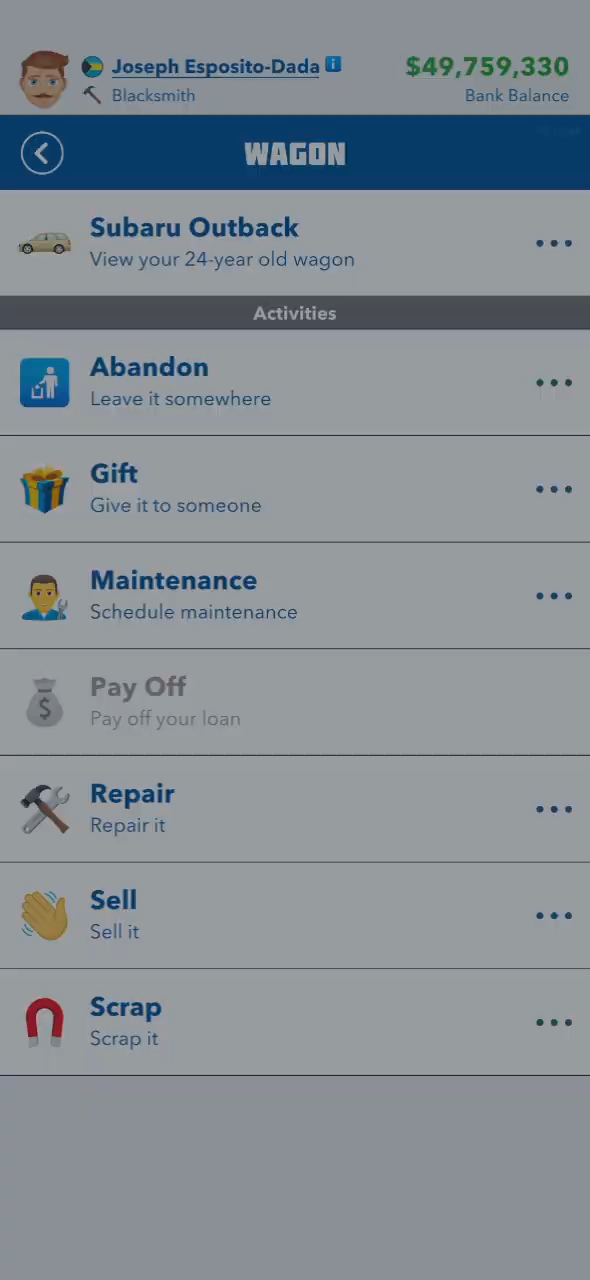 Joseph Esposito-Dada
$49,759,330
Blacksmith
Bank Balance
WAGON
Subaru Outback
View your 24-year old wagon
Activities
Abandon
Leave it somewhere
Gift
Give it to someone
Maintenance
Schedule maintenance
Pay Off
Pay off your loan
Repair
Repair it
Sell
Sell it
Scrap
Scrap it